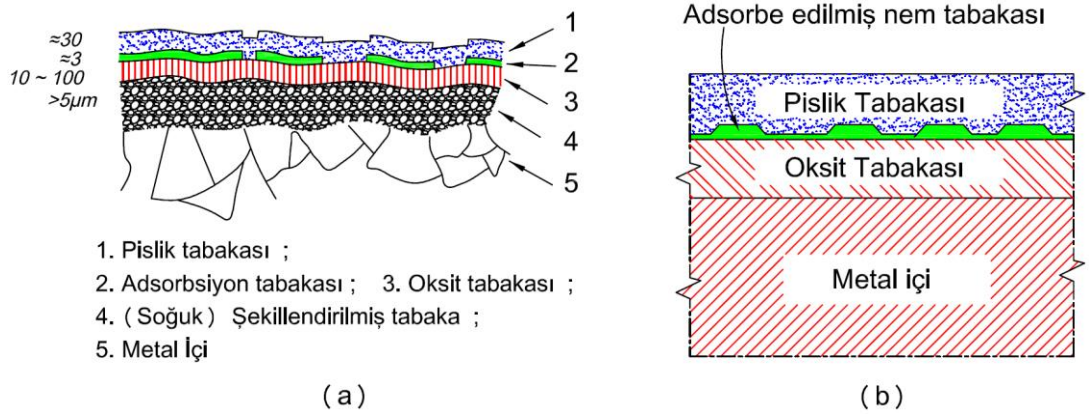 ≈30
≈3
10 ~ 100
>5µm
1
2
3
4
5
1. Pislik tabakası ;
2. Adsorbsiyon tabakası ; 3. Oksit tabakası ;
4. ( Soğuk ) Şekillendirilmiş tabaka ;
5. Metal İçi
( a )
Adsorbe edilmiş nem tabakası
Pislik Tabakası
Oksit Tabakası
Metal içi
( b )